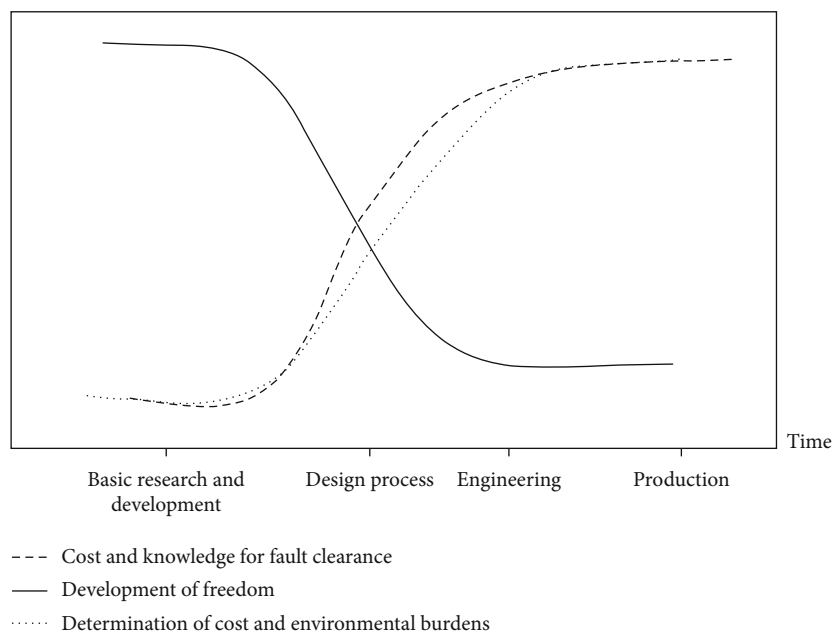 Time
Basic research and
development
Design process
Engineering
Production
Cost and knowledge for fault clearance
Development of freedom
Determination of cost and environmental burdens